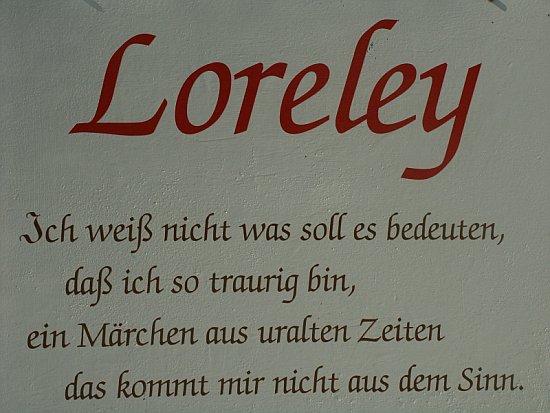 Loreley
Ich weiß nicht was soll es bedeuten,
daß ich so traurig bin,
ein Märchen aus uralten Zeiten
das kommt mir nicht aus dem Sinn.